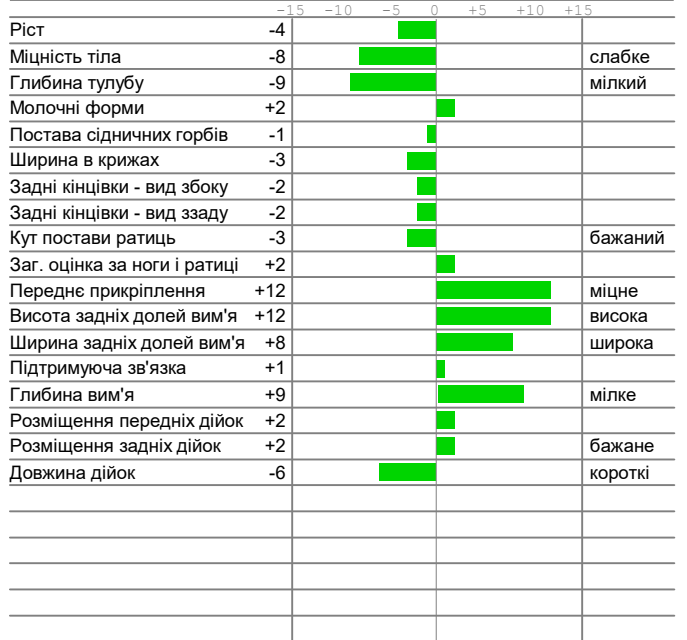 -15 -10 -5 0 +5 +10 +15
Ріст -4
Міцність тіла -8 слабке
Глибина тулубу -9 мілкий
Молочні форми +2
Постава сідничних горбів -1
Ширина в крижах -3
Задні кінцівки - вид збоку -2
Задні кінцівки - вид ззаду -2
Кут постави ратиць -3 бажаний
Заг. оцінка за ноги і ратиці +2
Переднє прикріплення +12 міцне
Висота задніх долей вим'я +12 висока
Ширина задніх долей вим'я +8 широка
Підтримуюча зв'язка +1
Глибина вим'я +9 мілке
Розміщення передніх дійок +2
Розміщення задніх дійок +2 бажане
Довжина дійок -6 короткі